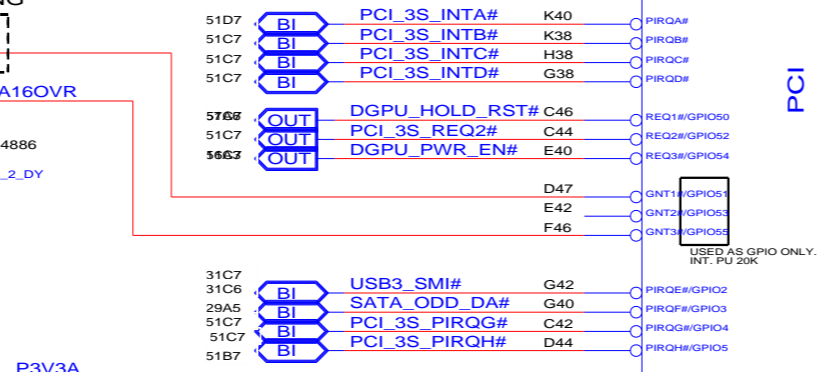 NG
51D7 BI PCI_3S_INTA# K40 PIRQA#
51C7 BI PCI_3S_INTB# K38 PIRQB#
51C7 BI PCI_3S_INTC# H38 PIRQC#
51C7 BI PCI_3S_INTD# G38 PIRQD#
PCI
A16OVR
OUT DGPU_HOLD_RST# C46 REQ1#/GPIO50
51C7 OUT PCI_3S_REQ2# C44 REQ2#/GPIO52
OUT DGPU_PWR_EN# E40 REQ3#/GPIO54
4886
_2_DY
D47 GNT1#/GPIO51
E42 GNT2#/GPIO53
F46 GNT3#/GPIO55
USED AS GPIO ONLY.
INT. PU 20K
31C7
31C6 BI USB3_SMI# G42 PIRQE#/GPIO2
29A5 BI SATA_ODD_DA# G40 PIRQF#/GPIO3
51C7 BI PCI_3S_PIRQG# C42 PIRQG#/GPIO4
51C7 BI PCI_3S_PIRQH# D44 PIRQH#/GPIO5
51B7
P3V3A